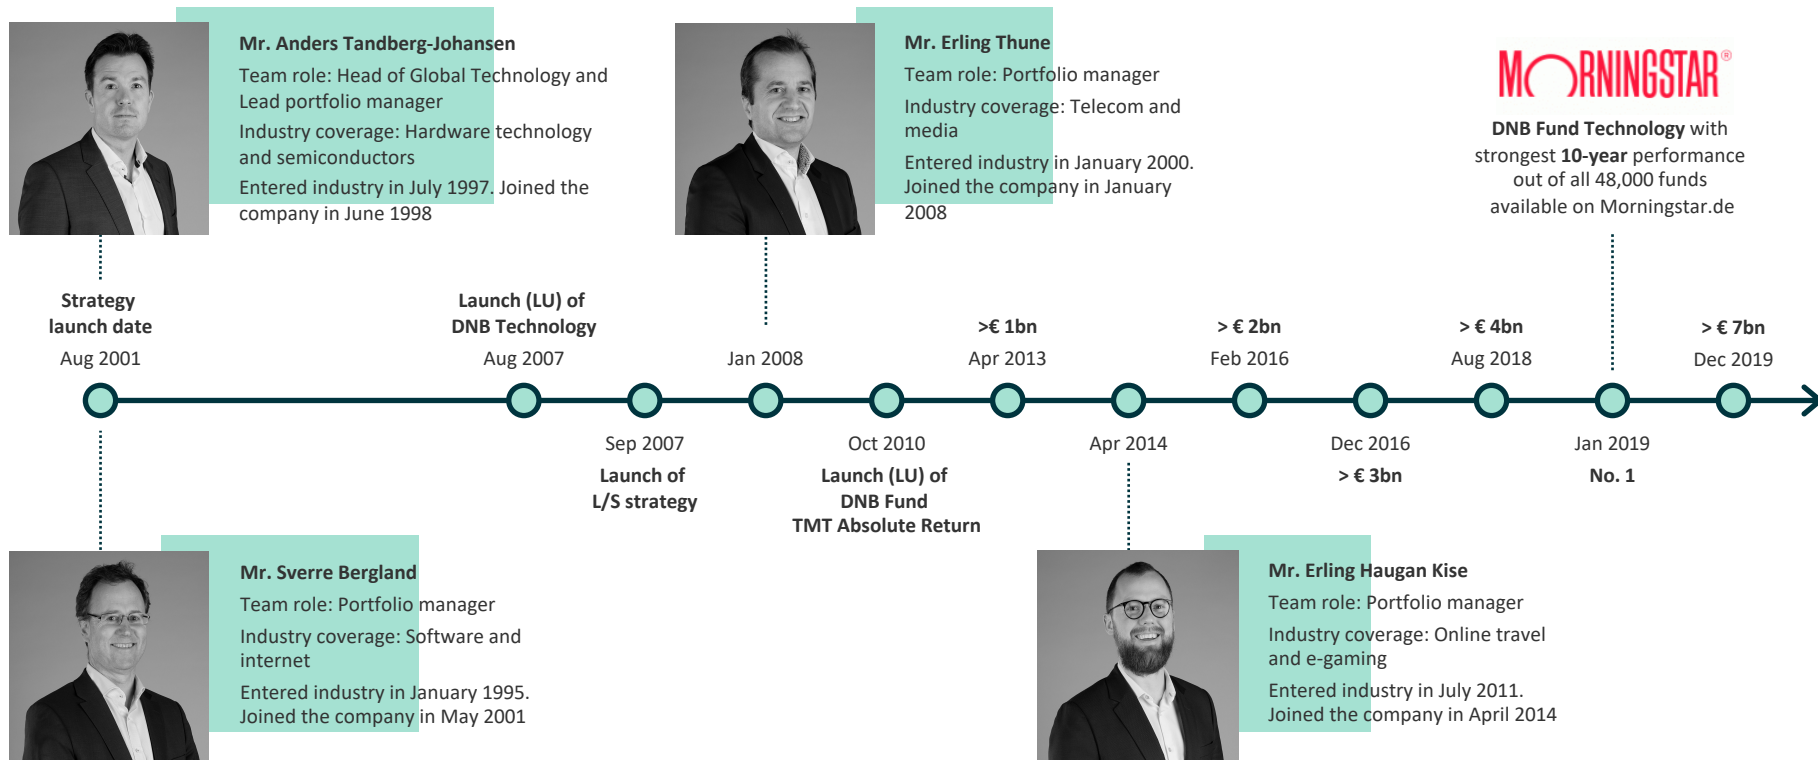 Mr. Anders Tandberg-Johansen
Team role: Head of Global Technology and
Lead portfolio manager
Industry coverage: Hardware technology
and semiconductors
Entered industry in July 1997. Joined the
company in June 1998
Mr. Erling Thune
Team role: Portfolio manager
Industry coverage: Telecom and
media
Entered industry in January 2000.
Joined the company in January
2008
MORNINGSTAR®
DNB Fund Technology with
strongest 10-year performance
out of all 48,000 funds
available on Morningstar.de
Strategy
launch date
Aug 2001
Launch (LU) of
DNB Technology
Aug 2007
Jan 2008
>€ 1bn
Apr 2013
> € 2bn
Feb 2016
> € 4bn
Aug 2018
> € 7bn
Dec 2019
Sep 2007
Launch of
L/S strategy
Oct 2010
Launch (LU) of
DNB Fund
TMT Absolute Return
Apr 2014
Dec 2016
> € 3bn
Jan 2019
No. 1
Mr. Sverre Bergland
Team role: Portfolio manager
Industry coverage: Software and
internet
Entered industry in January 1995.
Joined the company in May 2001
Mr. Erling Haugan Kise
Team role: Portfolio manager
Industry coverage: Online travel
and e-gaming
Entered industry in July 2011.
Joined the company in April 2014